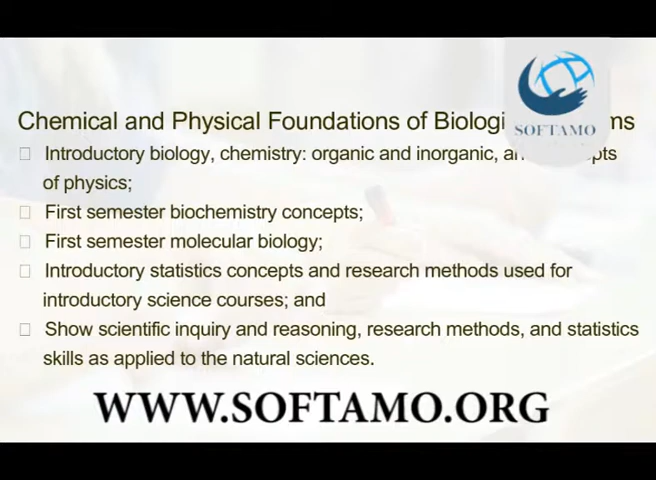 Chemical and Physical Foundations of Biologi ms
SOFTAMO
Introductory biology, chemistry: organic and inorganic, pts
of physics;
First semester biochemistry concepts;
First semester molecular biology;
Introductory statistics concepts and research methods used for
introductory science courses; and
Show scientific inquiry and reasoning, research methods, and statistics
skills as applied to the natural sciences.
WWW.SOFTAMO.ORG